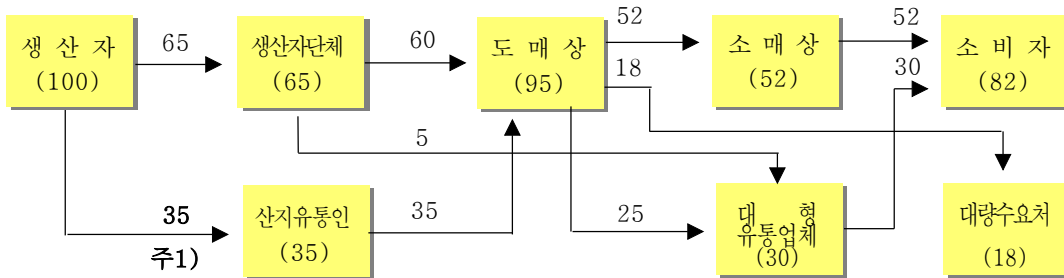 생 산 자
(100)
65
생산자단체
(65)
60
도 매 상
(95)
52
18
소 매 상
(52)
52
30
소 비 자
(82)
5
35
주1)
산지유통인
(35)
35
25
대 형
유통업체
(30)
대량수요처
(18)